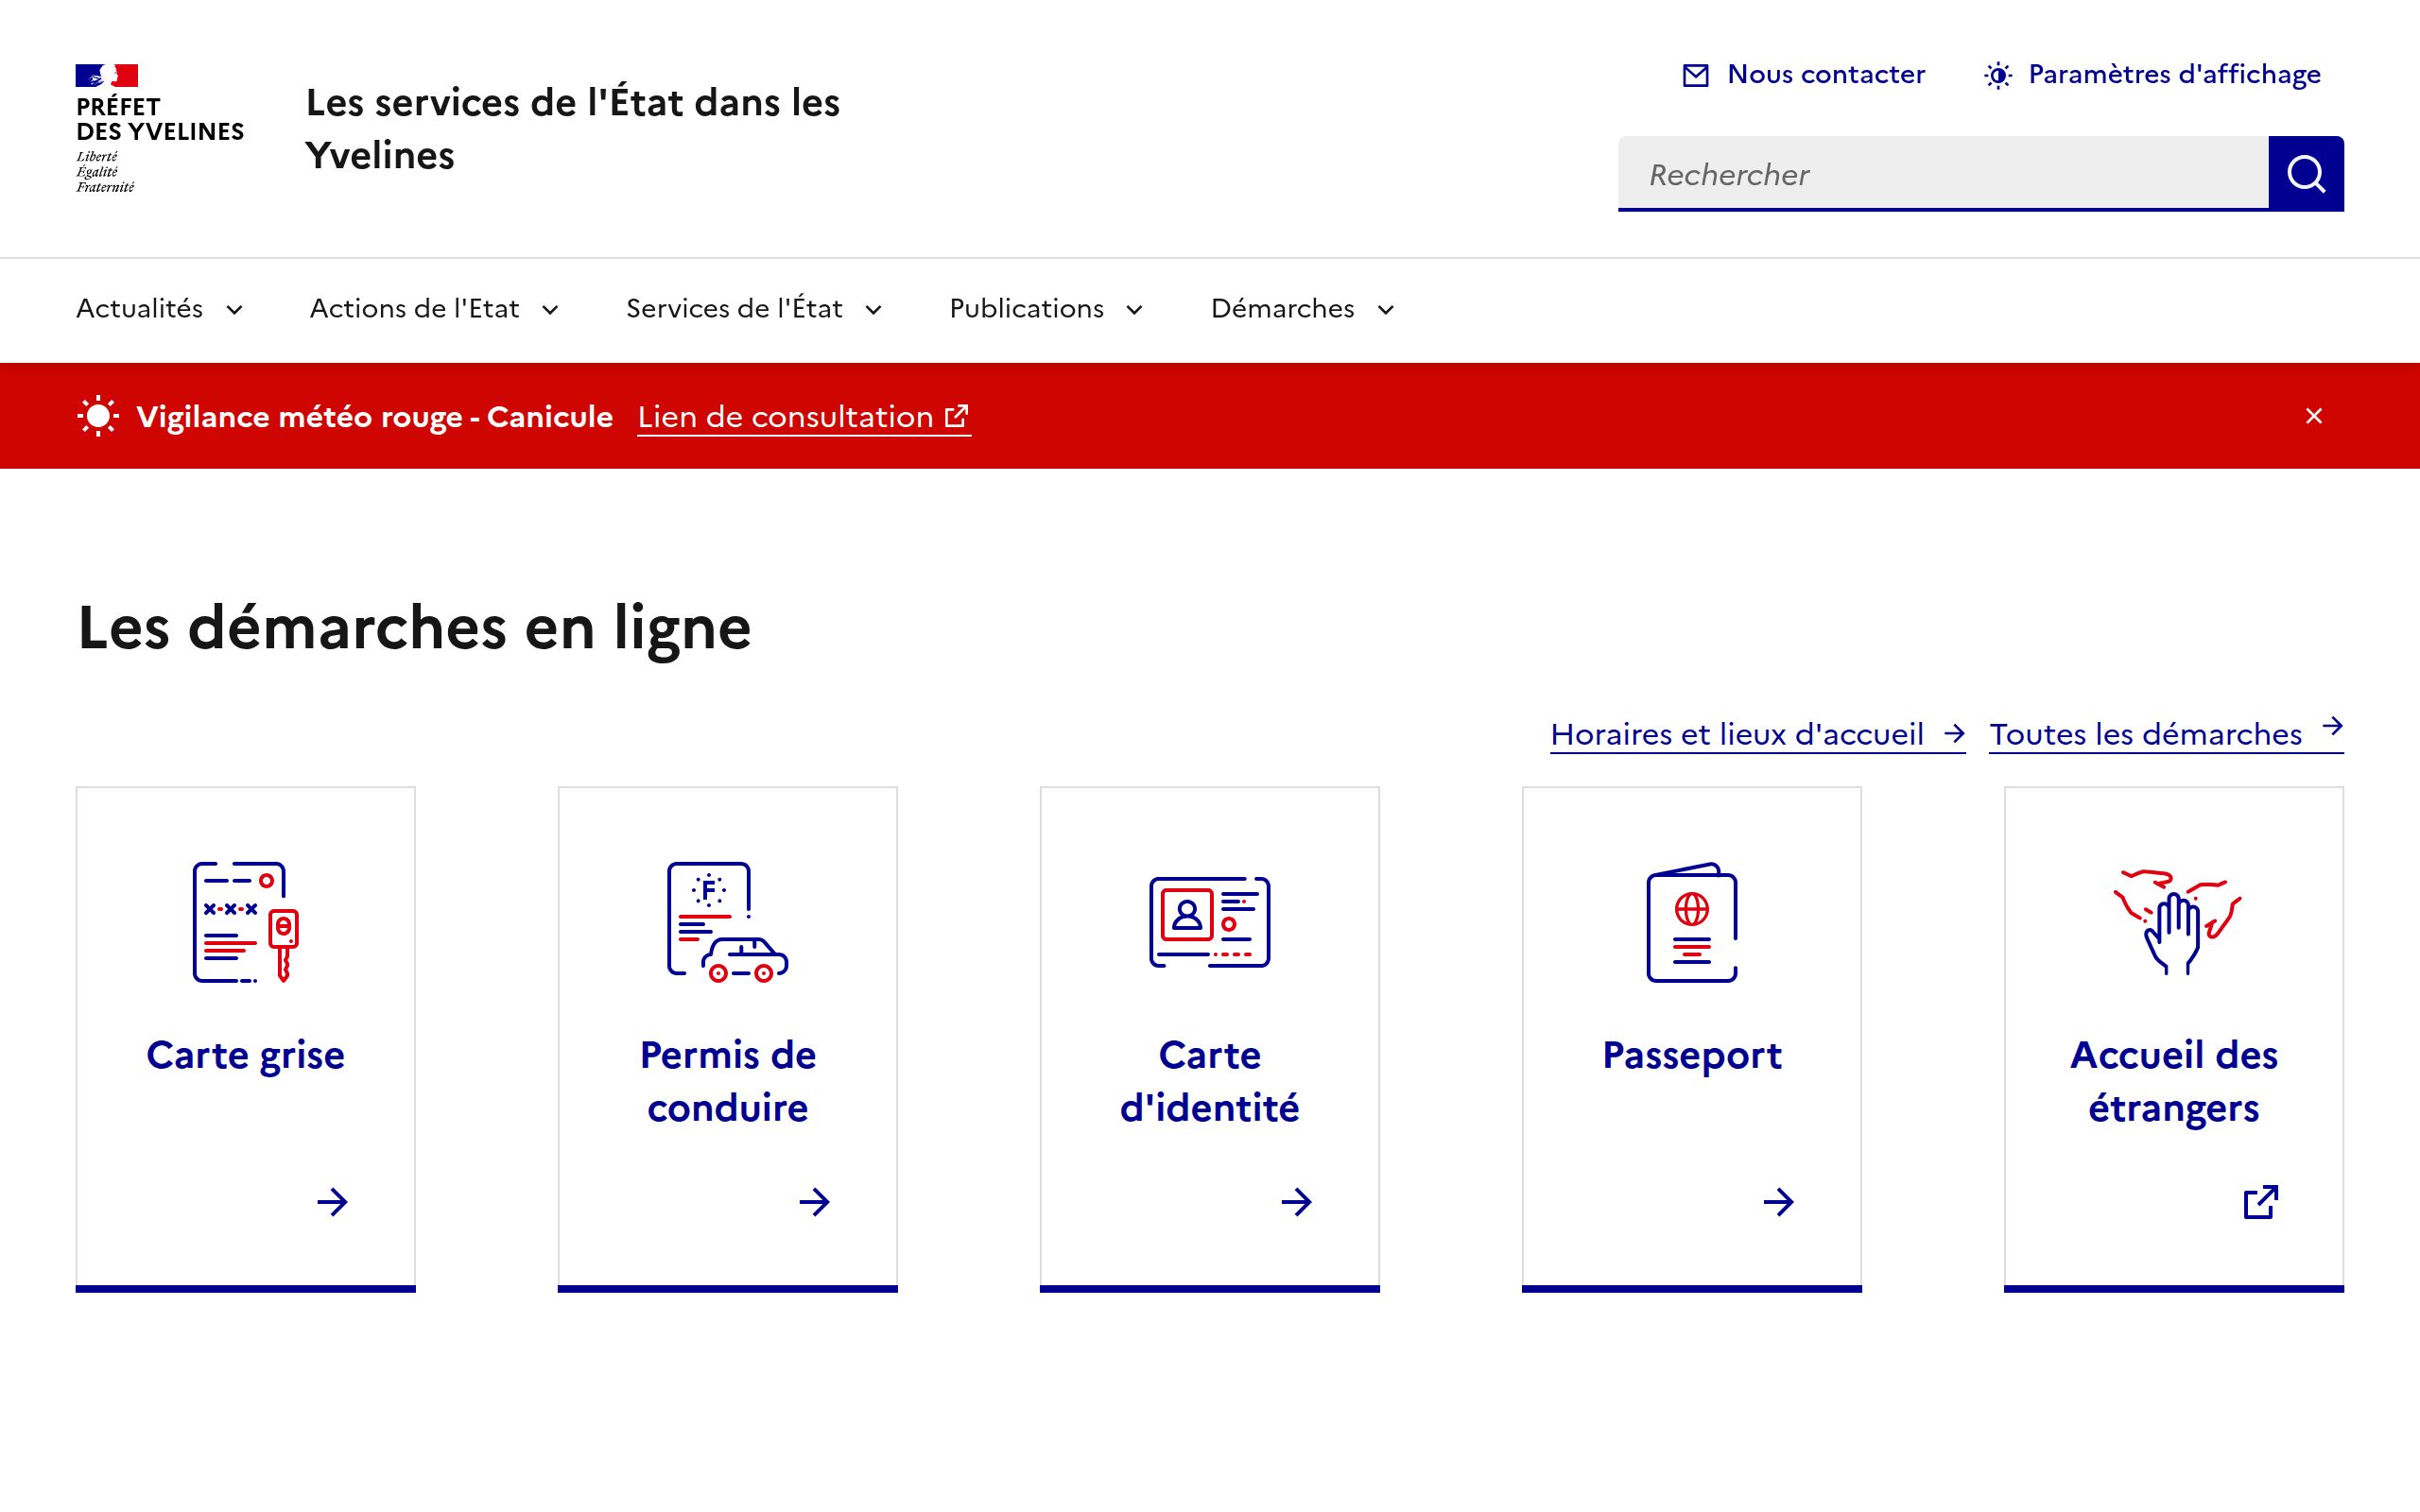 PRÉFET
DES YVELINES
Liberté
Égalité
Fraternité
Les services de l'État dans les
Yvelines
Nous contacter
Paramètres d'affichage
Rechercher
Actualités
Actions de l'Etat
Services de l'État
Publications
Démarches
Vigilance météo rouge - Canicule Lien de consultation
Les démarches en ligne
Horaires et lieux d'accueil
Toutes les démarches
Carte grise
F
Permis de
conduire
Carte
d'identité
Passeport
Accueil des
étrangers